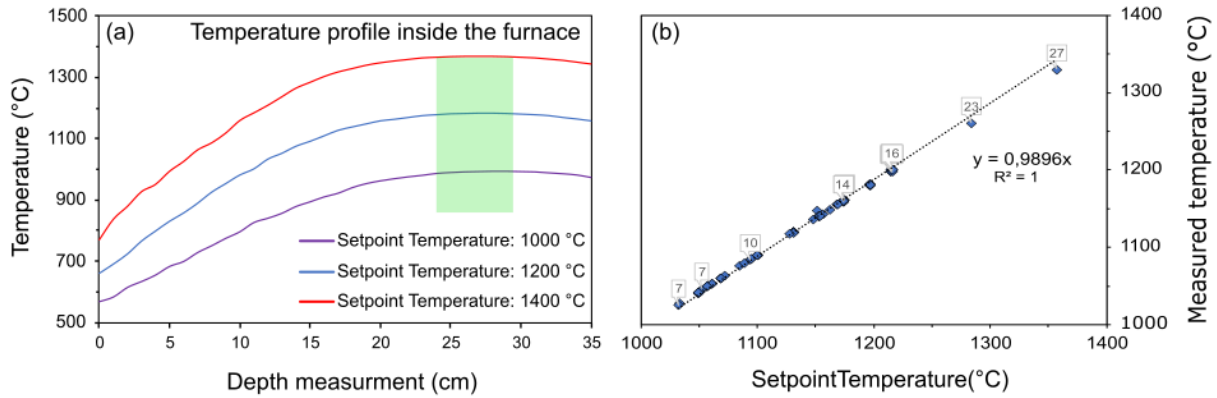 (a)
Temperature profile inside the furnace
Temperature (°C)
1500
1300
1100
900
700
500
0 5 10 15 20 25 30 35
Depth measurment (cm)
Setpoint Temperature: 1000 °C
Setpoint Temperature: 1200 °C
Setpoint Temperature: 1400 °C
(b)
27
23
16
14
10
7
7
y = 0,9896x
R² = 1
1400
1300
1200
1100
1000
Measured temperature (°C)
1000 1100 1200 1300 1400
SetpointTemperature(°C)